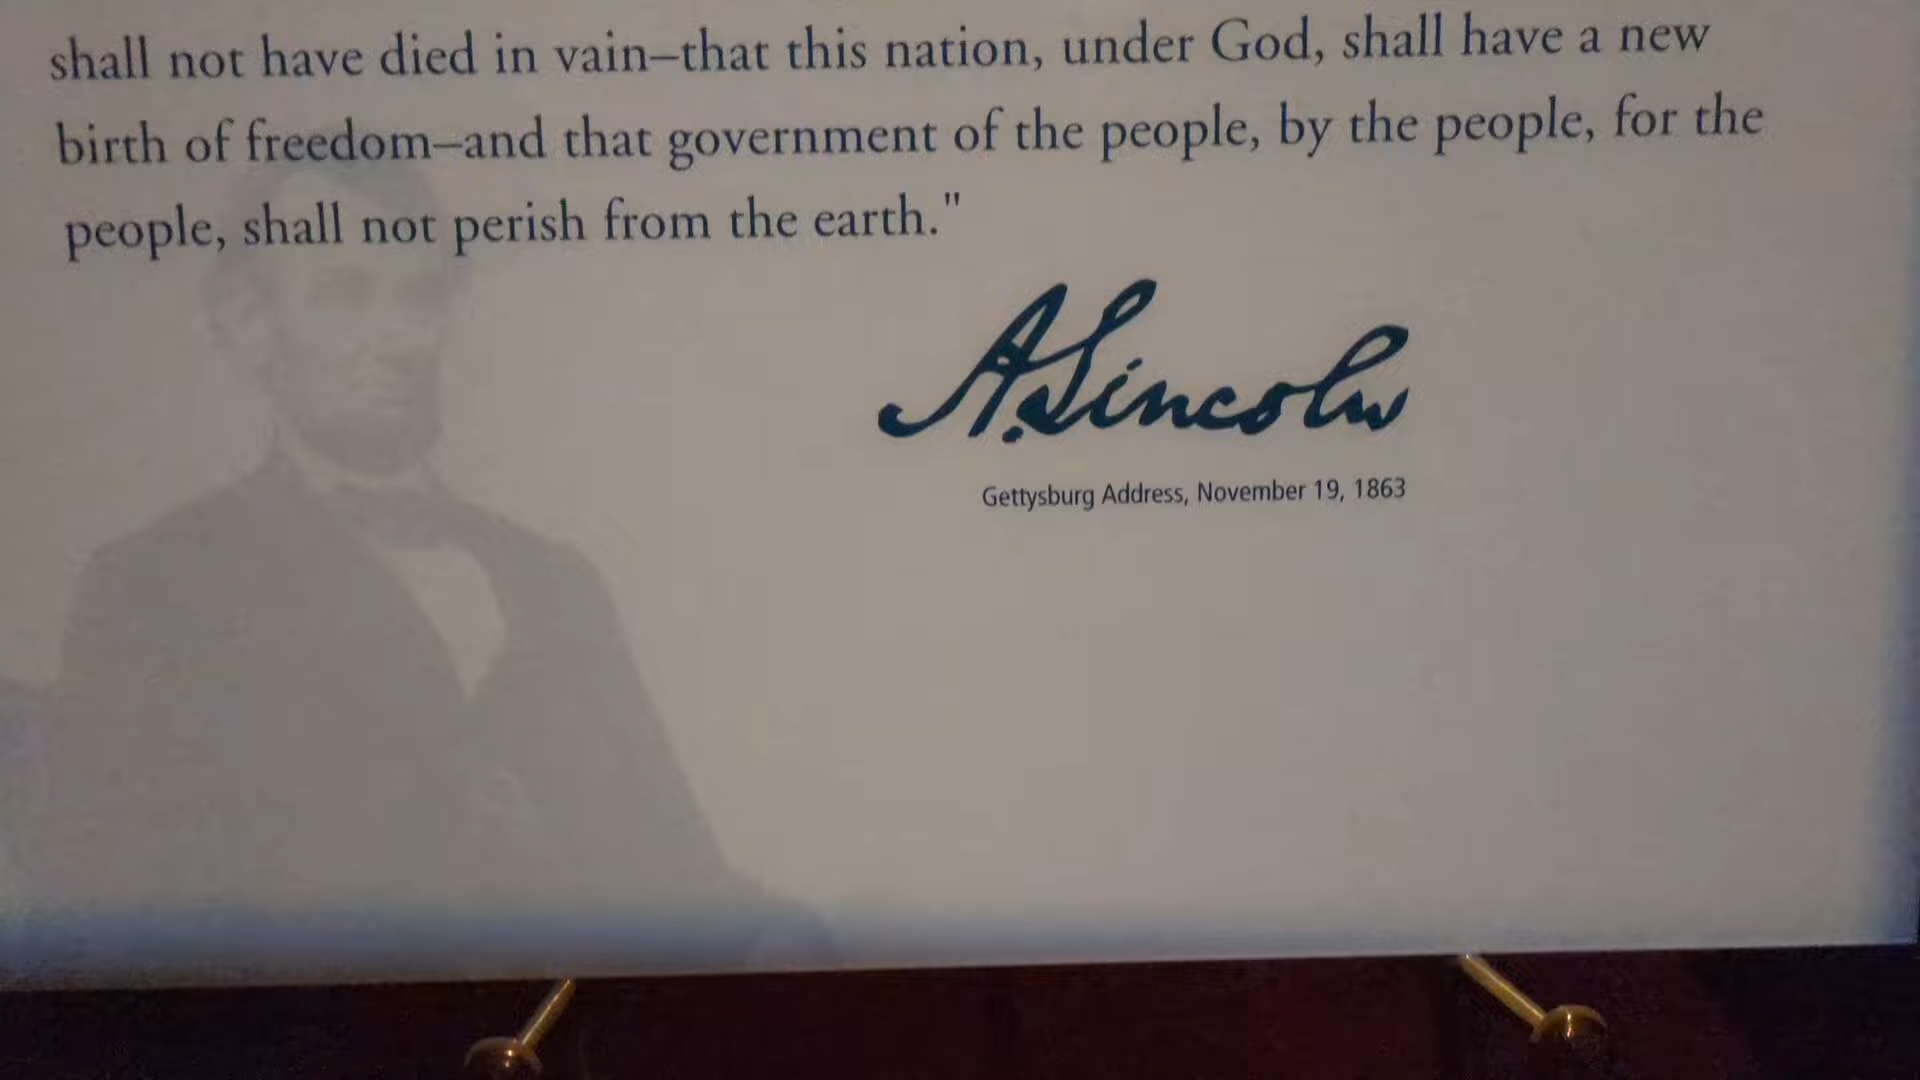 shall not have died in vain–that this nation, under God, shall have a new
birth of freedom–and that government of the people, by the people, for the
people, shall not perish from the earth."
A. Lincoln
Gettysburg Address, November 19, 1863